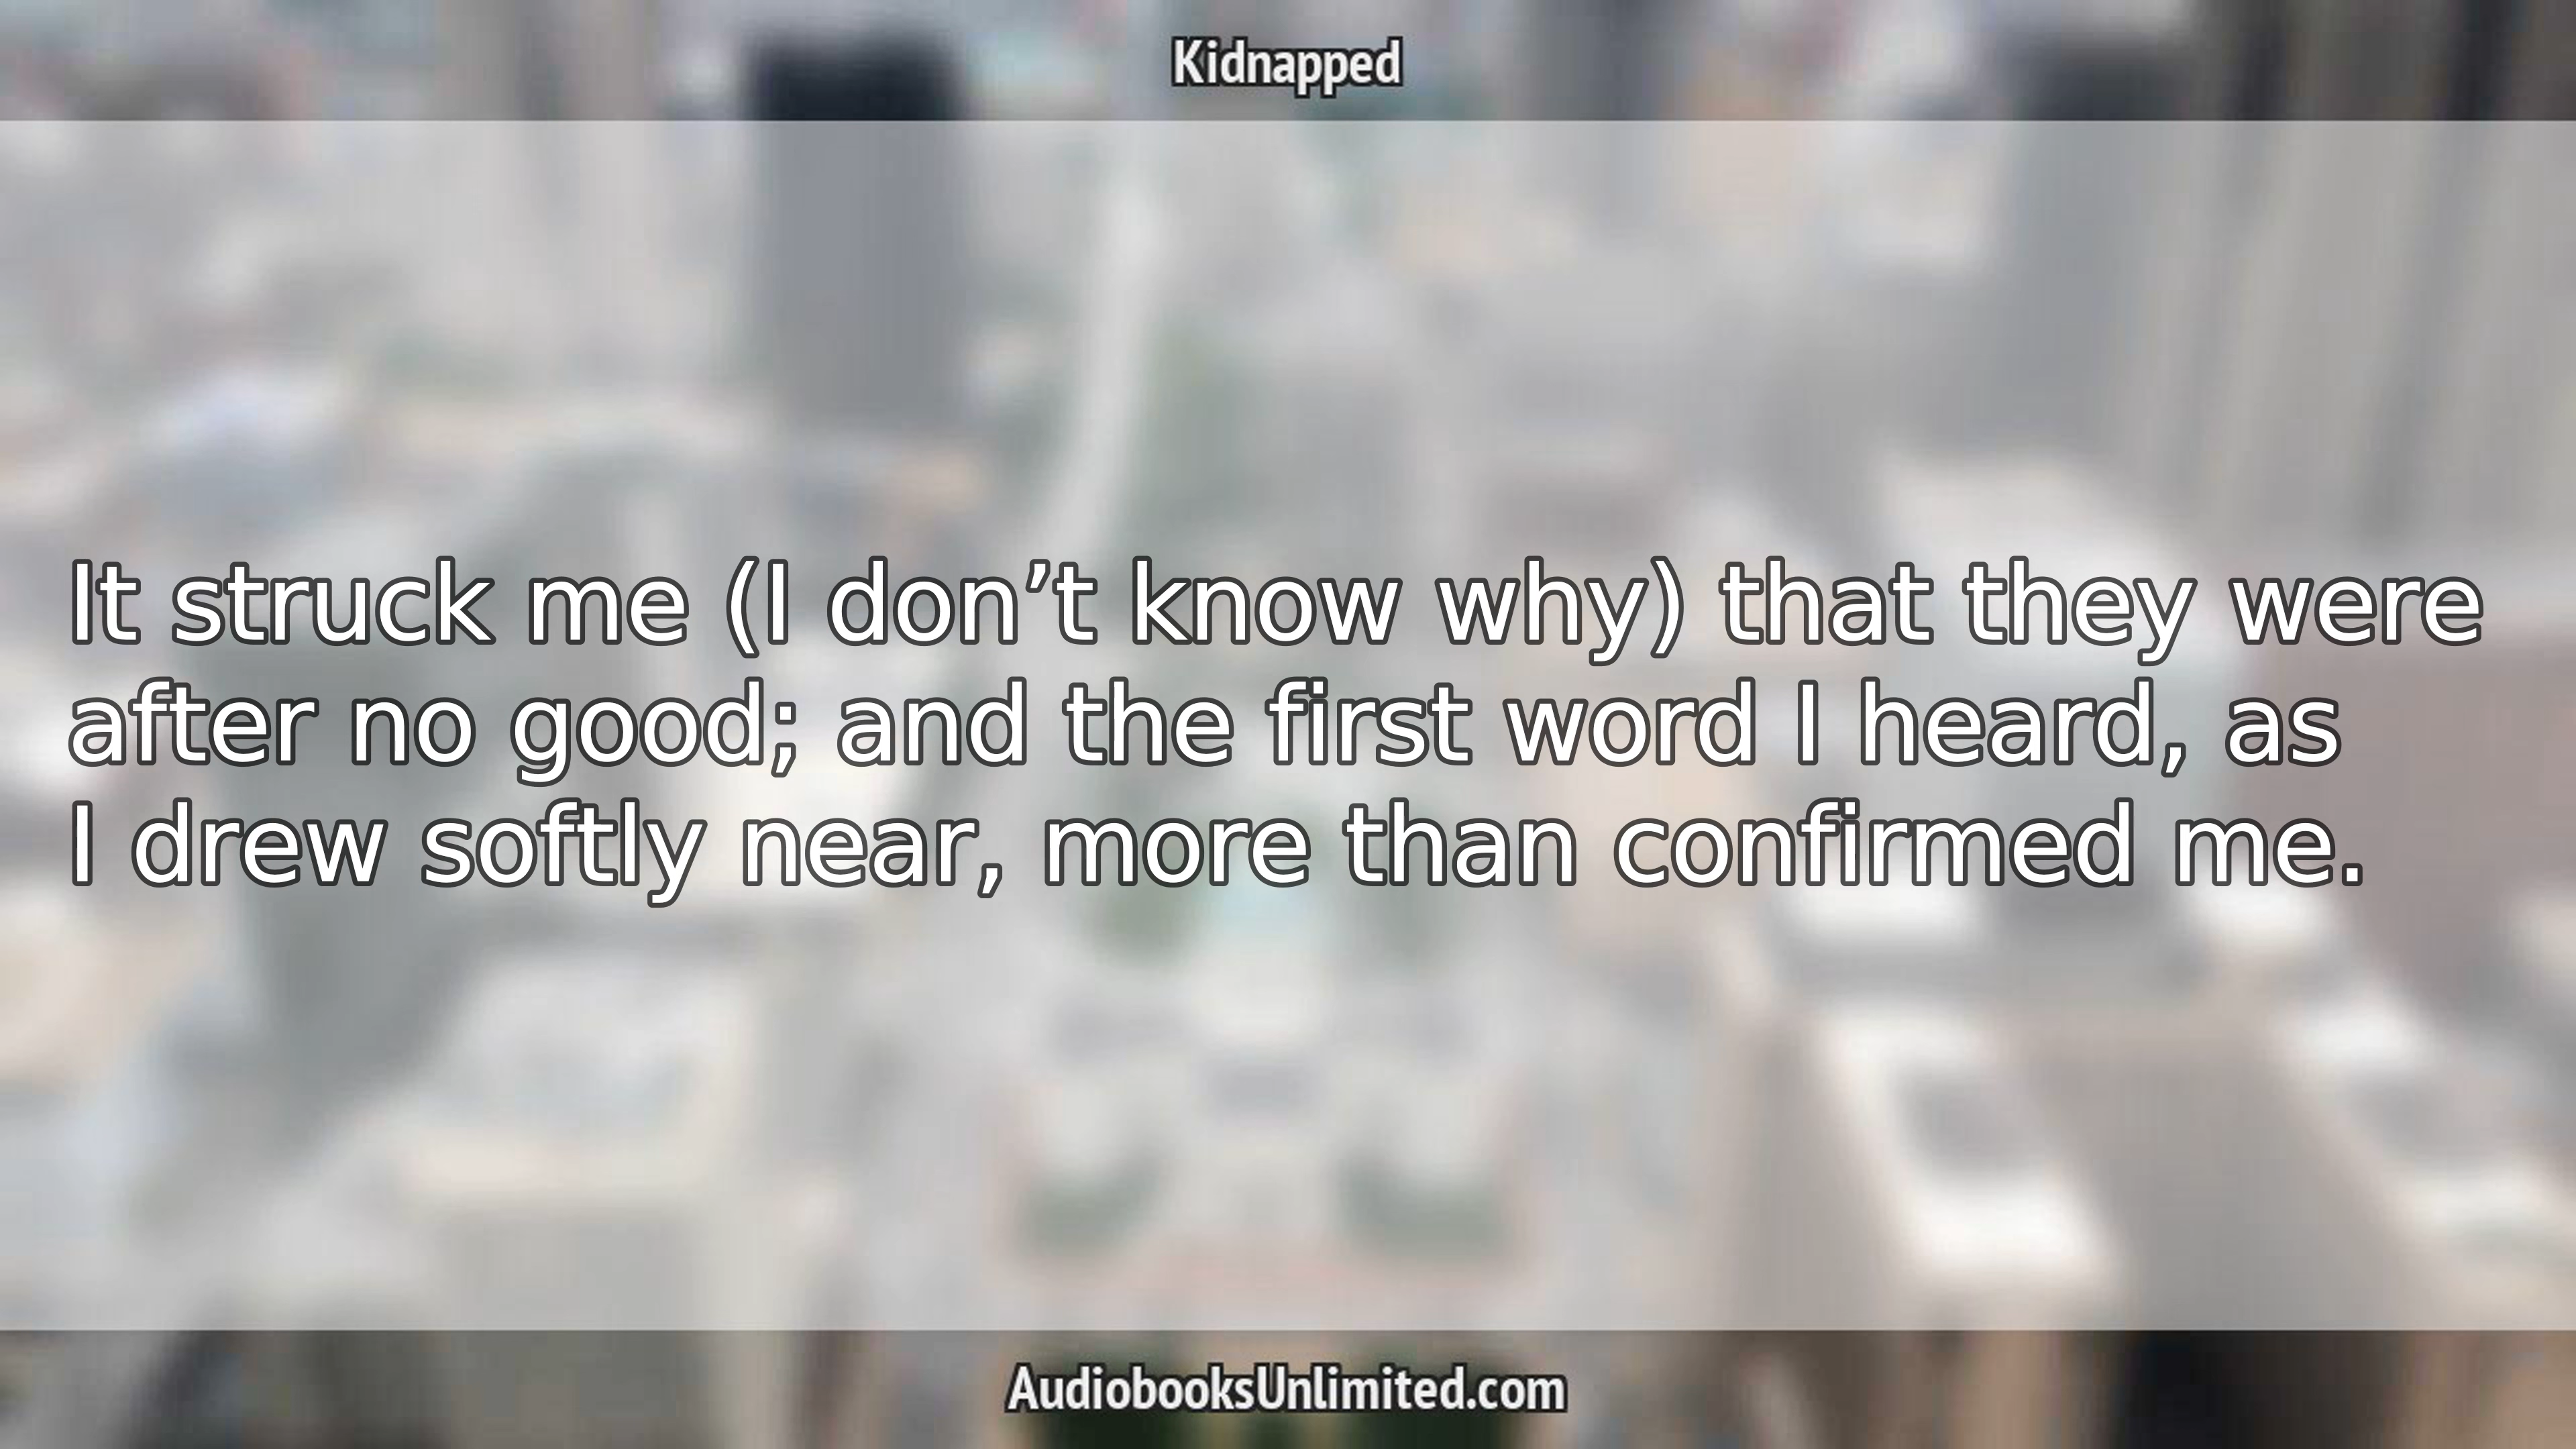 Kidnapped
It struck me (I don’t know why) that they were
after no good; and the first word I heard, as
I drew softly near, more than confirmed me.
AudiobooksUnlimited.com